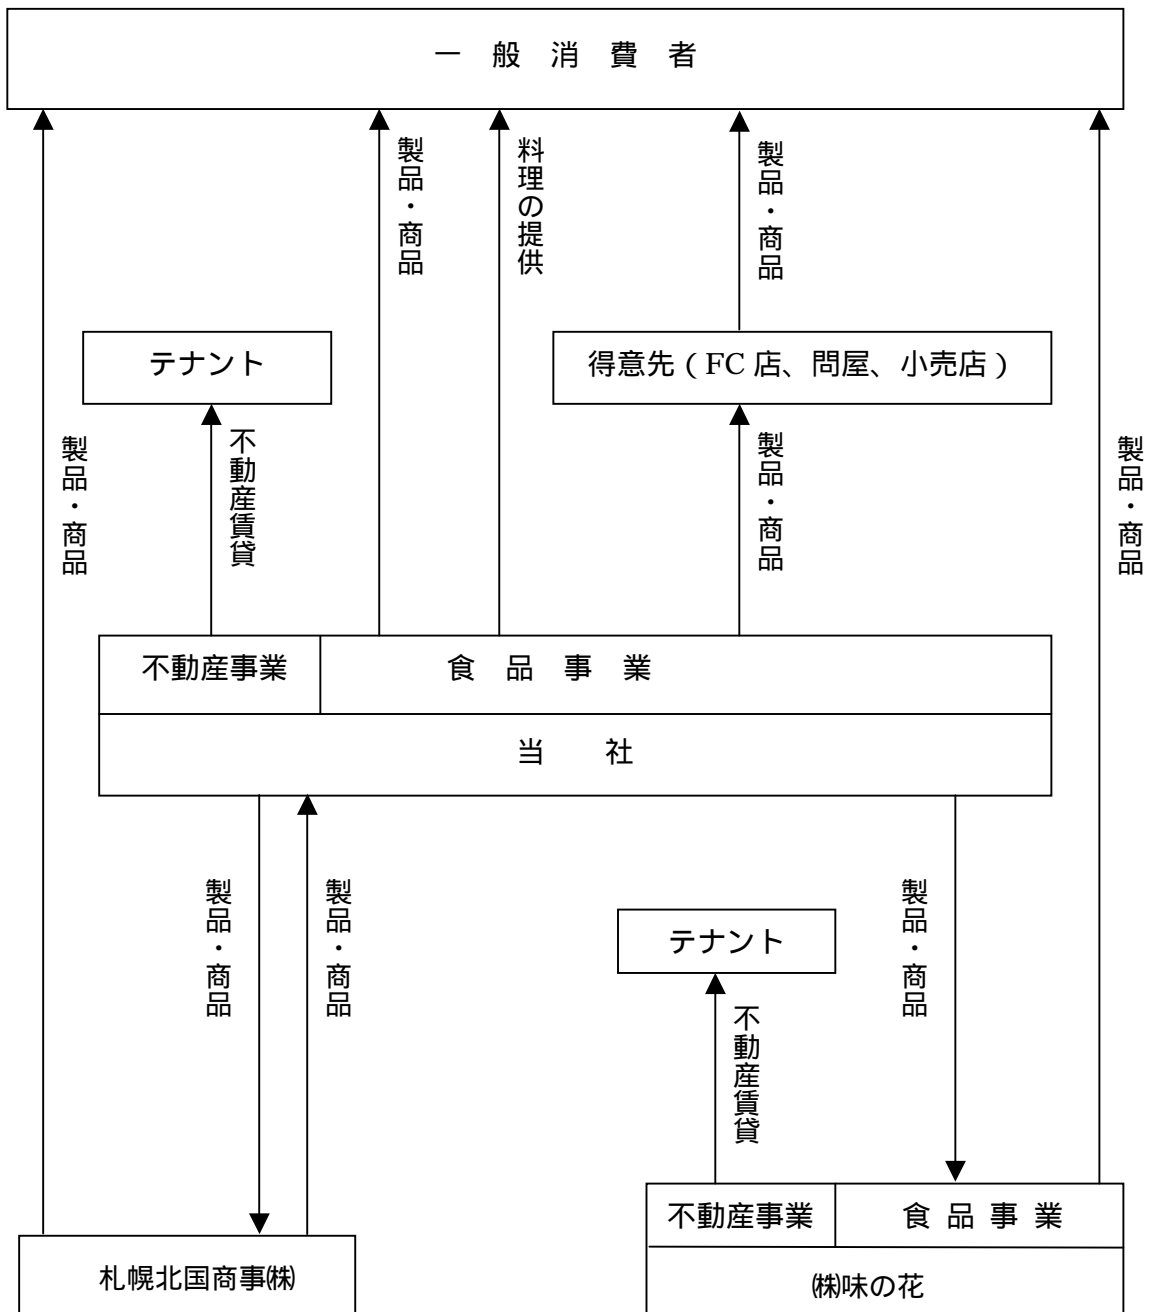 一般消費者
製品・商品
料理の提供
製品・商品
テナント
得意先（FC店、問屋、小売店）
製品・商品
不動産賃貸
製品・商品
製品・商品
不動産事業
食品事業
当社
製品・商品
製品・商品
テナント
製品・商品
不動産賃貸
不動産事業
食品事業
札幌北国商事㈱
㈱味の花